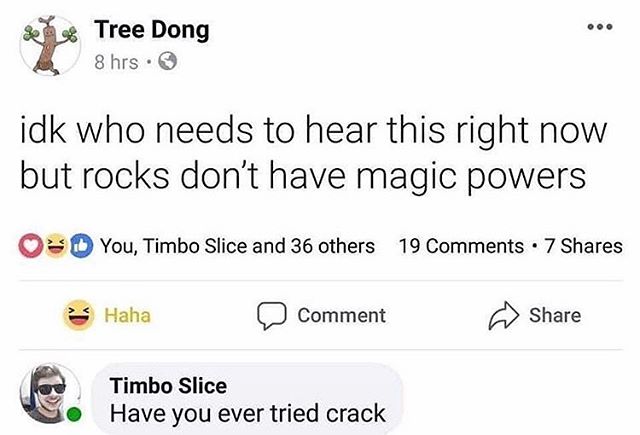 Tree Dong
8 hrs ·
idk who needs to hear this right now
but rocks don't have magic powers
You, Timbo Slice and 36 others 19 Comments • 7 Shares
Haha Comment Share
Timbo Slice
Have you ever tried crack